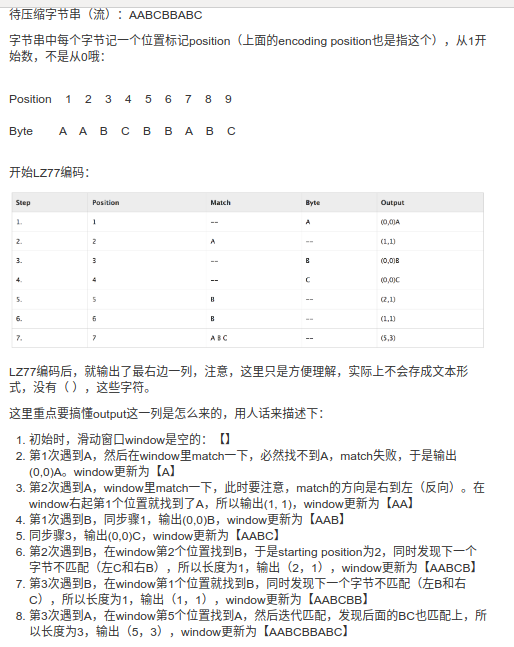 待压缩字节串（流）：AABCBBABC
字节串中每个字节记一个位置标记position（上面的encoding position也是指这个），从1开
始数，不是从0哦：
Position 1 2 3 4 5 6 7 8 9
Byte A A B C B B A B C
开始LZ77编码：
Step Position Match Byte Output
1. 1 -- A (0,0)A
2. 2 A -- (1,1)
3. 3 -- B (0,0)B
4. 4 -- C (0,0)C
5. 5 B -- (2,1)
6. 6 B -- (1,1)
7. 7 A B C -- (5,3)
LZ77编码后，就输出了最右边一列，注意，这里只是方便理解，实际上不会存成文本形
式，没有（ ），这些字符。
这里重点要搞懂output这一列是怎么来的，用人话来描述下：
1. 初始时，滑动窗口window是空的：【】
2. 第1次遇到A，然后在window里match一下，必然找不到A，match失败，于是输出
(0,0)A。window更新为【A】
3. 第2次遇到A，window里match一下，此时要注意，match的方向是右到左（反向）。在
window右起第1个位置就找到了A，所以输出(1, 1)，window更新为【AA】
4. 第1次遇到B，同步骤1，输出(0,0)B，window更新为【AAB】
5. 同步骤3，输出(0,0)C，window更新为【AABC】
6. 第2次遇到B，在window第2个位置找到B，于是starting position为2，同时发现下一个
字节不匹配（左C和右B），所以长度为1，输出（2，1），window更新为【AABCB】
7. 第3次遇到B，在window第1个位置就找到B，同时发现下一个字节不匹配（左B和右
C），所以长度为1，输出（1，1），window更新为【AABCBB】
8. 第3次遇到A，在window第5个位置找到A，然后迭代匹配，发现后面的BC也匹配上，所
以长度为3，输出（5，3），window更新为【AABCBBABC】